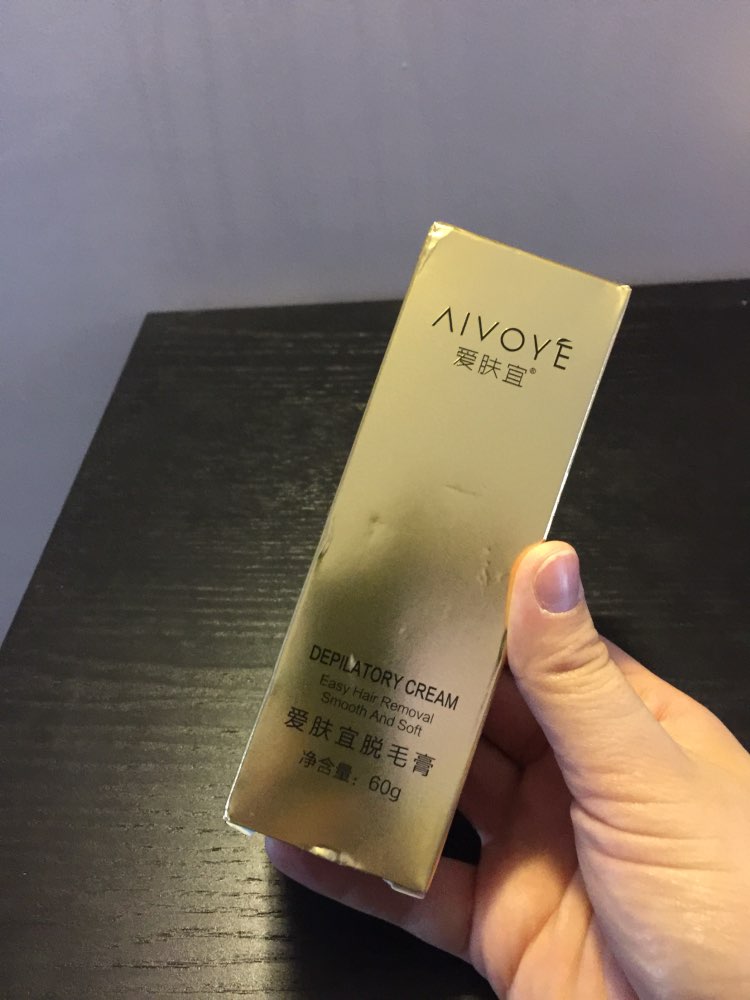 AIVOYE
爱肤宜®
DEPILATORY CREAM
Easy Hair Removal
Smooth And Soft
爱肤宜脱毛膏
净含量：60g